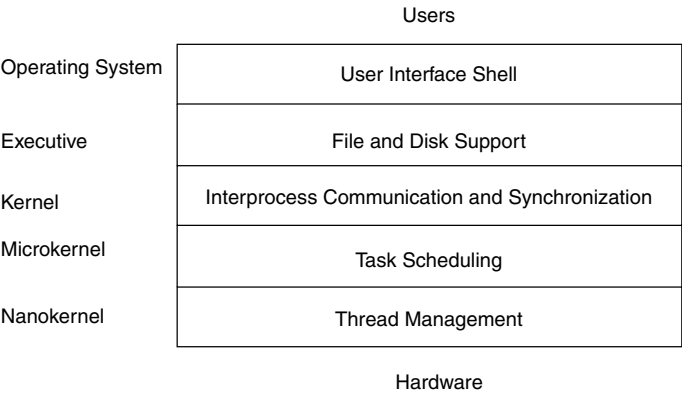 Users
Operating System
User Interface Shell
Executive
File and Disk Support
Kernel
Interprocess Communication and Synchronization
Microkernel
Task Scheduling
Nanokernel
Thread Management
Hardware